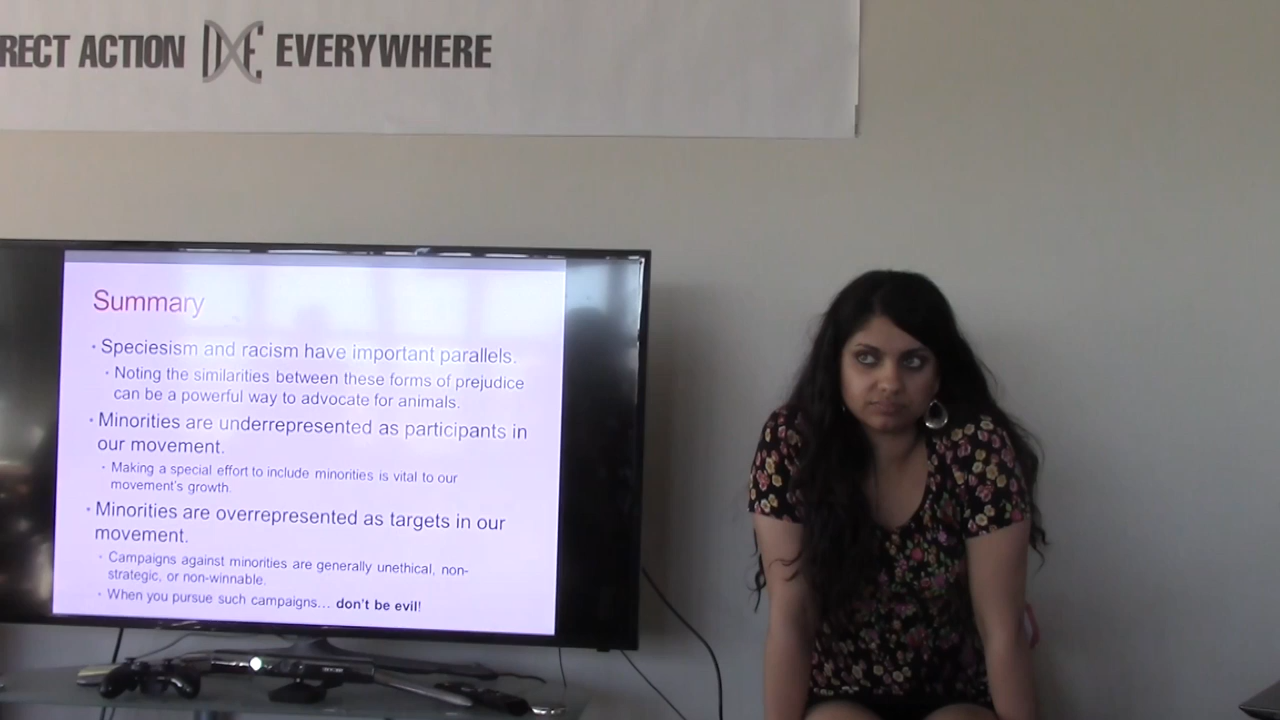 RECT ACTION DXE EVERYWHERE
Summary
Speciesism and racism have important parallels.
Noting the similarities between these forms of prejudice
can be a powerful way to advocate for animals.
Minorities are underrepresented as participants in
our movement.
Making a special effort to include minorities is vital to our
movement's growth.
Minorities are overrepresented as targets in our
movement.
Campaigns against minorities are generally unethical, non-
strategic, or non-winnable.
When you pursue such campaigns... don't be evil!